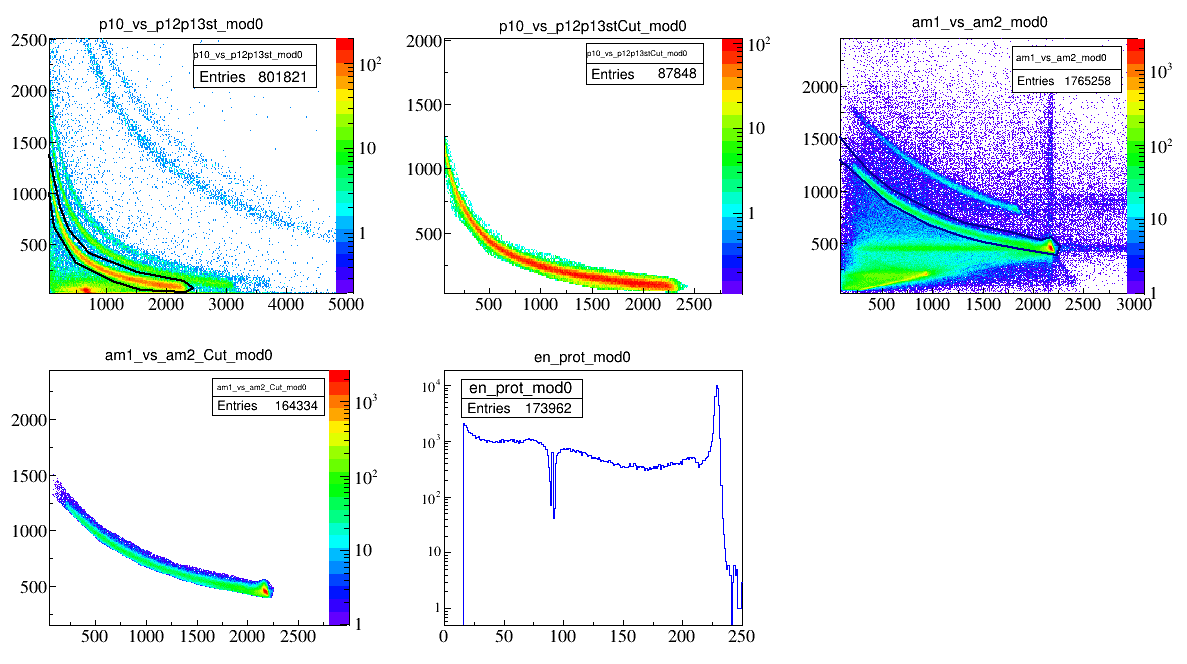 p10_vs_p12p13st_mod0
p10_vs_p12p13st_mod0
Entries 801821
2500
2000
1500
1000
500
1000 2000 3000 4000 5000
10²
10
1
p10_vs_p12p13stCut_mod0
p10_vs_p12p13stCut_mod0
Entries 87848
2000
1500
1000
500
500 1000 1500 2000 2500
10²
10
1
am1_vs_am2_mod0
am1_vs_am2_mod0
Entries 1765258
2000
1500
1000
500
500 1000 1500 2000 2500 3000
10³
10²
10
1
am1_vs_am2_Cut_mod0
am1_vs_am2_Cut_mod0
Entries 164334
2000
1500
1000
500
500 1000 1500 2000 2500
10³
10²
10
1
en_prot_mod0
en_prot_mod0
Entries 173962
10⁴
10³
10²
10
1
0 50 100 150 200 250